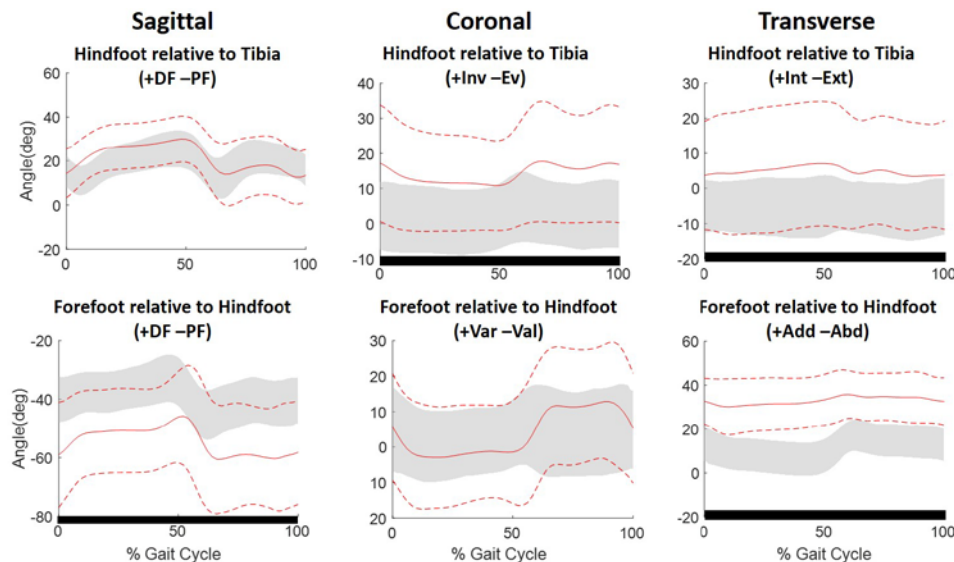 Sagittal
Coronal
Transverse
Hindfoot relative to Tibia
(+DF –PF)
Hindfoot relative to Tibia
(+Inv –Ev)
Hindfoot relative to Tibia
(+Int –Ext)
Angle(deg)
60
40
20
0
-20
0
50
100
40
30
20
10
0
-10
0
50
100
30
20
10
0
-10
-20
0
50
100
Forefoot relative to Hindfoot
(+DF –PF)
Forefoot relative to Hindfoot
(+Var –Val)
Forefoot relative to Hindfoot
(+Add –Abd)
Angle(deg)
-20
-40
-60
-80
0
50
100
% Gait Cycle
30
20
10
0
10
20
0
50
100
% Gait Cycle
60
40
20
0
-20
0
50
100
% Gait Cycle